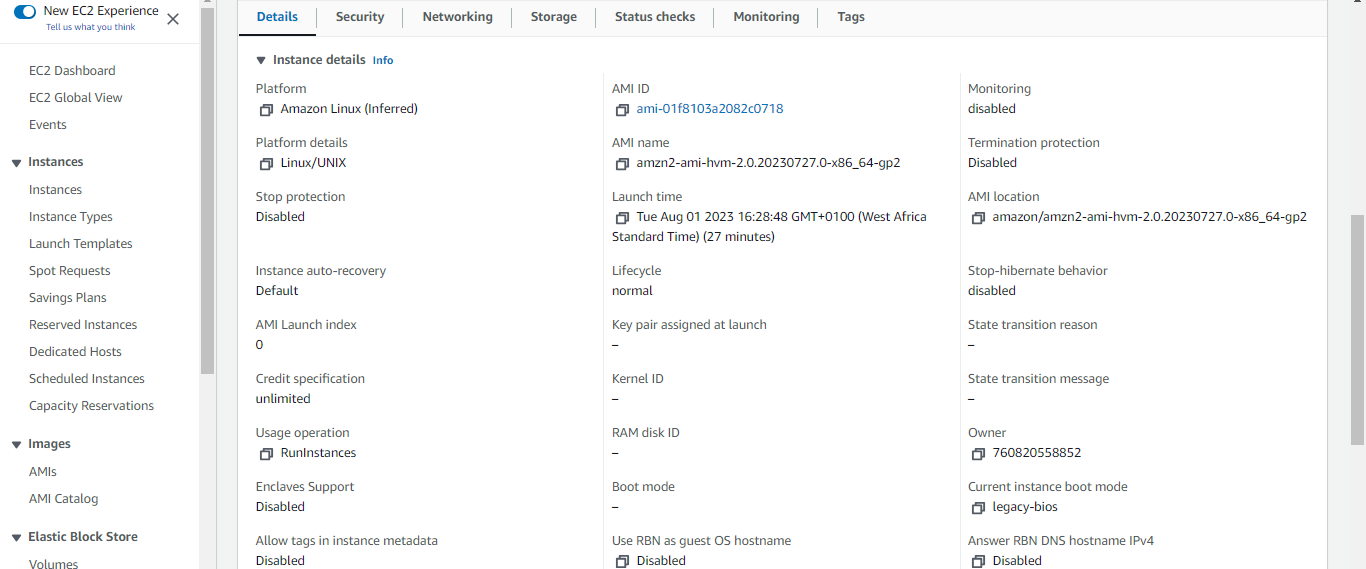 New EC2 Experience
Tell us what you think
EC2 Dashboard
EC2 Global View
Events
Instances
Instances
Instance Types
Launch Templates
Spot Requests
Savings Plans
Reserved Instances
Dedicated Hosts
Scheduled Instances
Capacity Reservations
Images
AMIs
AMI Catalog
Elastic Block Store
Volumes
Details
Security
Networking
Storage
Status checks
Monitoring
Tags
Instance details Info
Platform
Amazon Linux (Inferred)
AMI ID
ami-01f8103a2082c0718
Monitoring
disabled
Platform details
Linux/UNIX
AMI name
amzn2-ami-hvm-2.0.20230727.0-x86_64-gp2
Termination protection
Disabled
Stop protection
Disabled
Launch time
Tue Aug 01 2023 16:28:48 GMT+0100 (West Africa
Standard Time) (27 minutes)
AMI location
amazon/amzn2-ami-hvm-2.0.20230727.0-x86_64-gp2
Instance auto-recovery
Default
Lifecycle
normal
Stop-hibernate behavior
disabled
AMI Launch index
0
Key pair assigned at launch
–
State transition reason
–
Credit specification
unlimited
Kernel ID
–
State transition message
–
Usage operation
RunInstances
RAM disk ID
–
Owner
760820558852
Enclaves Support
Disabled
Boot mode
–
Current instance boot mode
legacy-bios
Allow tags in instance metadata
Disabled
Use RBN as guest OS hostname
Disabled
Answer RBN DNS hostname IPv4
Disabled